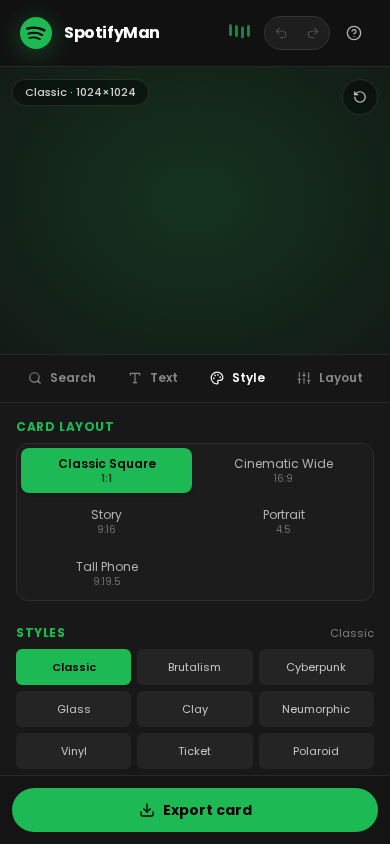 SpotifyMan
Classic · 1024×1024
Search
Text
Style
Layout
CARD LAYOUT
Classic Square
1:1
Cinematic Wide
16:9
Story
9:16
Portrait
4:5
Tall Phone
9:19.5
STYLES
Classic
Classic
Brutalism
Cyberpunk
Glass
Clay
Neumorphic
Vinyl
Ticket
Polaroid
Export card